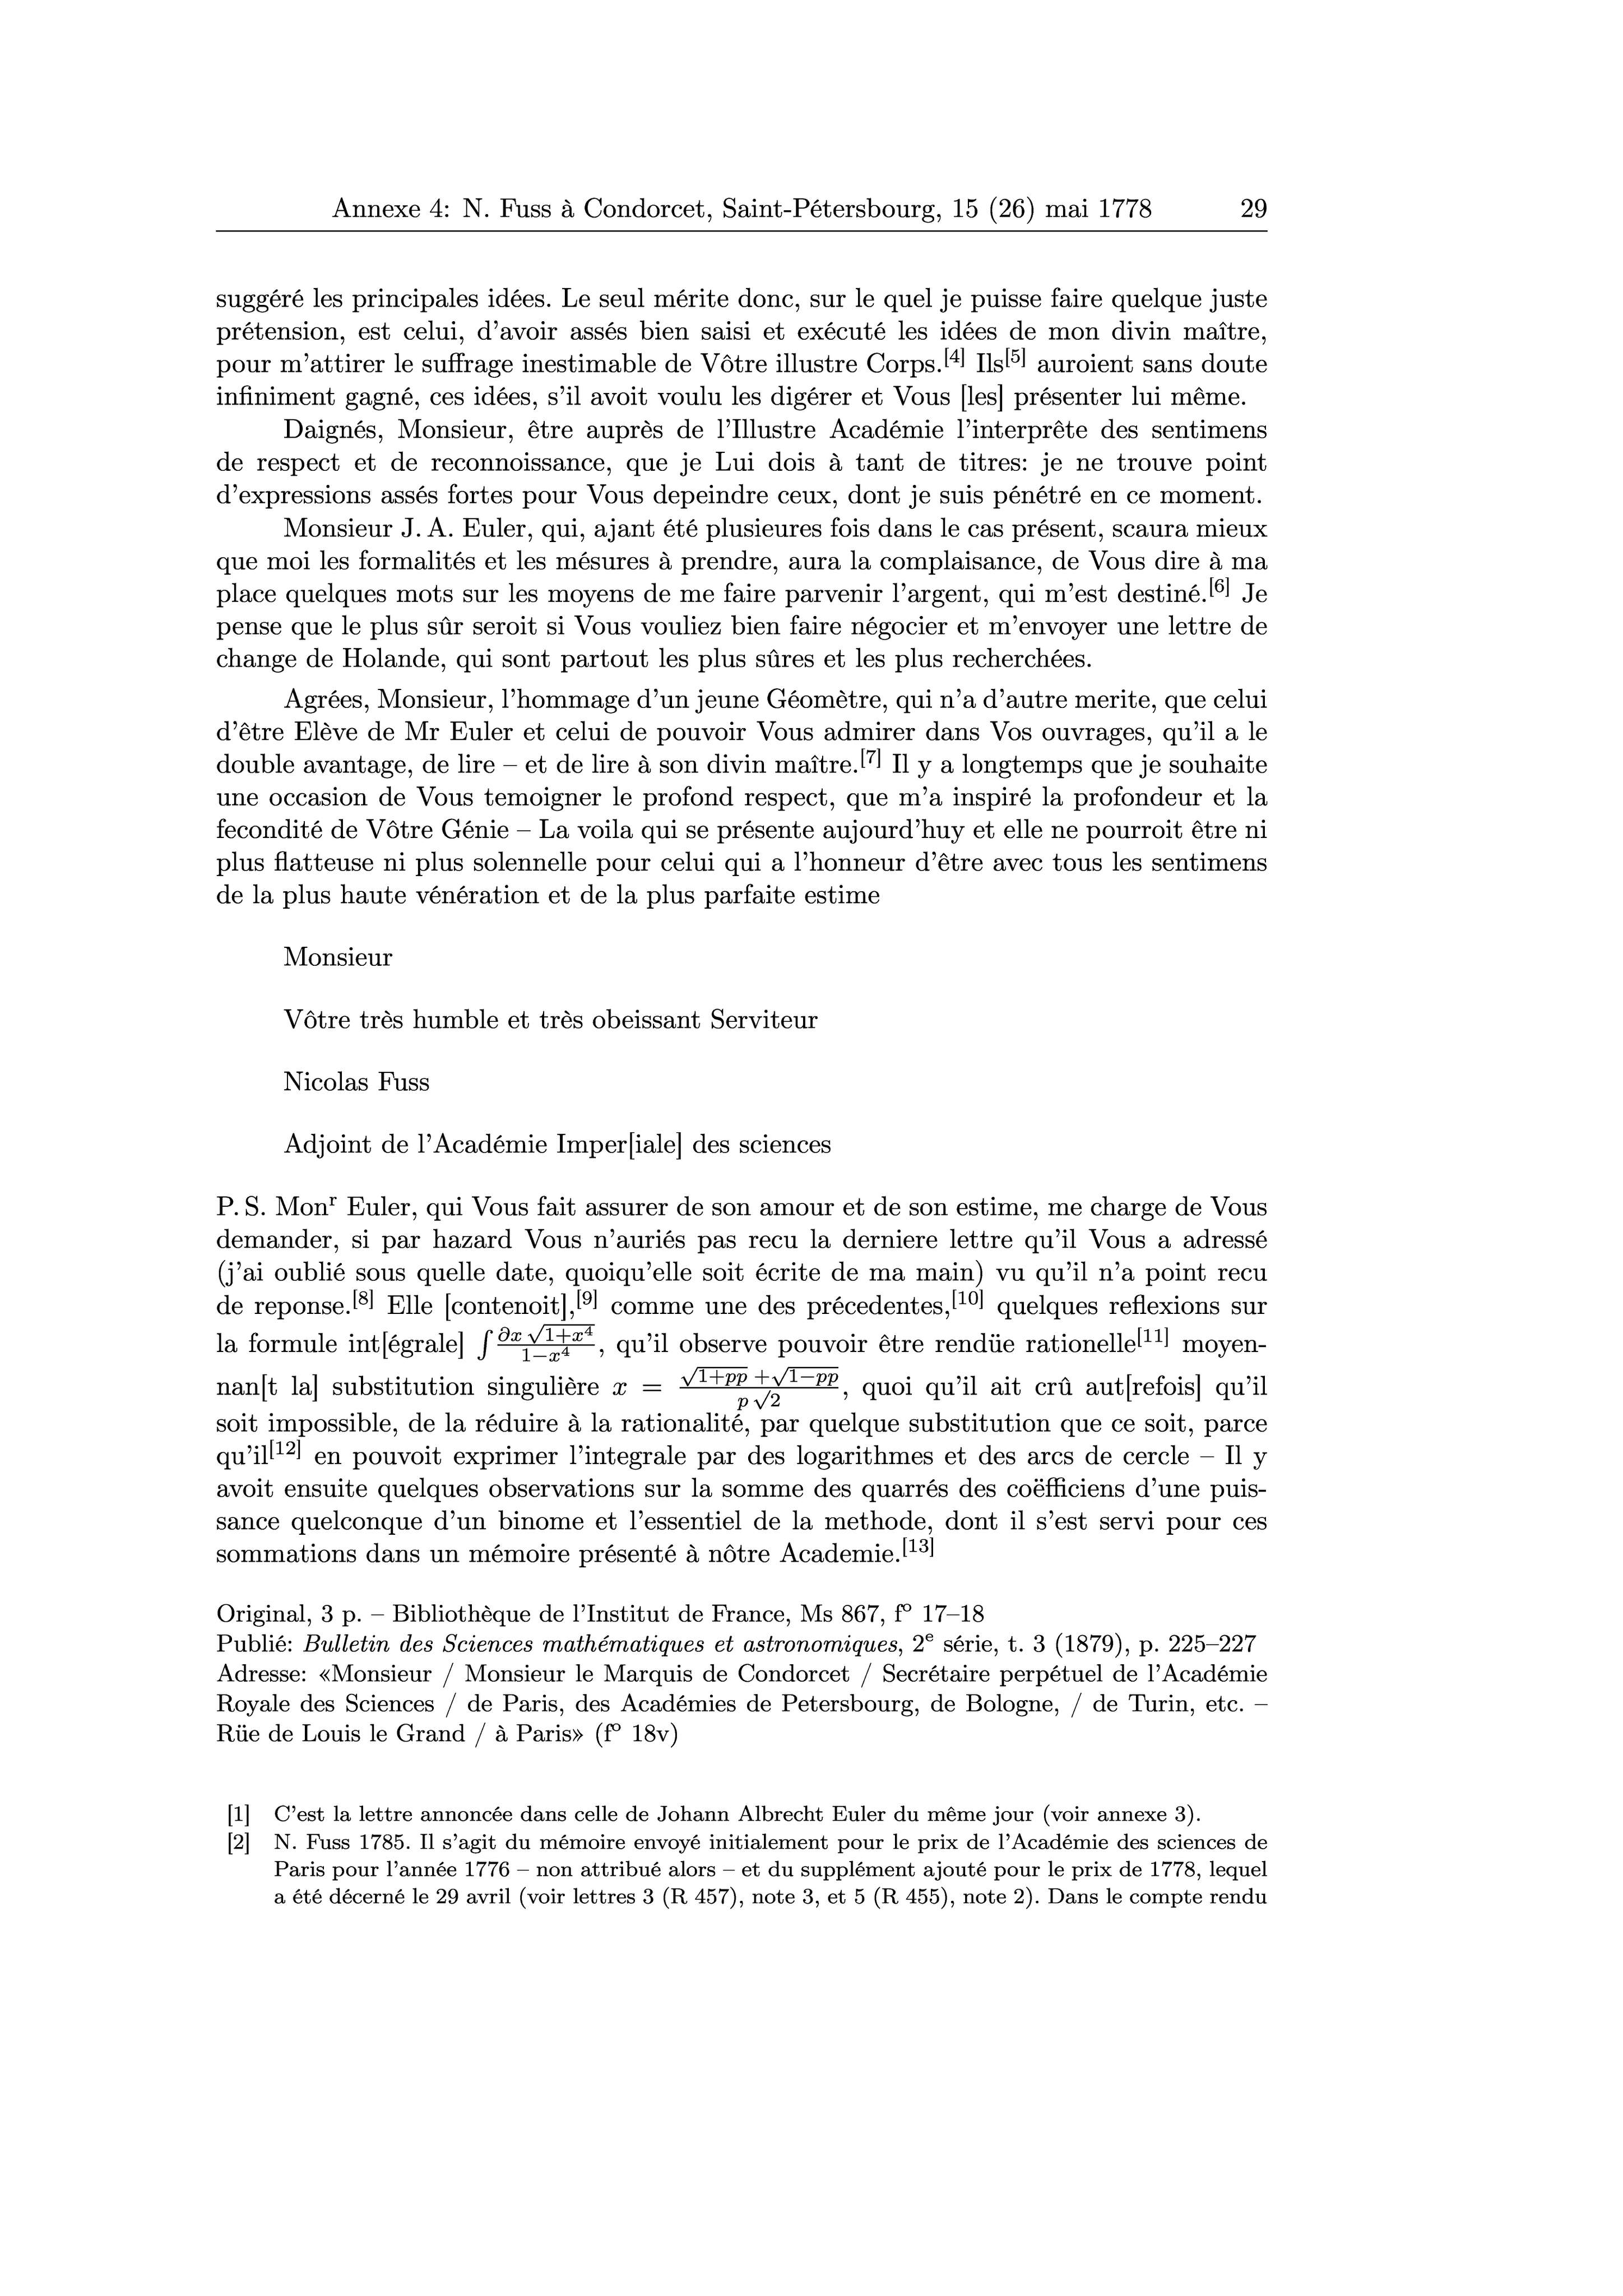 Annexe 4: N. Fuss à Condorcet, Saint-Pétersbourg, 15 (26) mai 1778 29
suggéré les principales idées. Le seul mérite donc, sur le quel je puisse faire quelque juste
prétension, est celui, d'avoir assés bien saisi et exécuté les idées de mon divin maître,
pour m'attirer le suffrage inestimable de Vôtre illustre Corps.[4] Ils[5] auroient sans doute
infiniment gagné, ces idées, s'il avoit voulu les digérer et Vous [les] présenter lui même.
Daignés, Monsieur, être auprès de l'Illustre Académie l'interprête des sentimens
de respect et de reconnoissance, que je Lui dois à tant de titres: je ne trouve point
d'expressions assés fortes pour Vous depeindre ceux, dont je suis pénétré en ce moment.
Monsieur J. A. Euler, qui, ajant été plusieures fois dans le cas présent, scaura mieux
que moi les formalités et les mésures à prendre, aura la complaisance, de Vous dire à ma
place quelques mots sur les moyens de me faire parvenir l'argent, qui m'est destiné.[6] Je
pense que le plus sûr seroit si Vous vouliez bien faire négocier et m'envoyer une lettre de
change de Holande, qui sont partout les plus sûres et les plus recherchées.
Agrées, Monsieur, l'hommage d'un jeune Géomètre, qui n'a d'autre merite, que celui
d'être Elève de Mr Euler et celui de pouvoir Vous admirer dans Vos ouvrages, qu'il a le
double avantage, de lire – et de lire à son divin maître.[7] Il y a longtemps que je souhaite
une occasion de Vous temoigner le profond respect, que m'a inspiré la profondeur et la
fecondité de Vôtre Génie – La voila qui se présente aujourd'huy et elle ne pourroit être ni
plus flatteuse ni plus solennelle pour celui qui a l'honneur d'être avec tous les sentimens
de la plus haute vénération et de la plus parfaite estime
Monsieur
Vôtre très humble et très obeissant Serviteur
Nicolas Fuss
Adjoint de l'Académie Imper[iale] des sciences
P. S. Monʳ Euler, qui Vous fait assurer de son amour et de son estime, me charge de Vous
demander, si par hazard Vous n'auriés pas recu la derniere lettre qu'il Vous a adressé
(j'ai oublié sous quelle date, quoiqu'elle soit écrite de ma main) vu qu'il n'a point recu
de reponse.[8] Elle [contenoit],[9] comme une des précedentes,[10] quelques reflexions sur
la formule int[égrale] ∫ ∂x √(1+x⁴) / (1−x⁴), qu'il observe pouvoir être rendüe rationelle[11] moyen-
nan[t la] substitution singulière x = (√(1+pp) + √(1−pp)) / (p √2), quoi qu'il ait crû aut[refois] qu'il
soit impossible, de la réduire à la rationalité, par quelque substitution que ce soit, parce
qu'il[12] en pouvoit exprimer l'integrale par des logarithmes et des arcs de cercle – Il y
avoit ensuite quelques observations sur la somme des quarrés des coëfficiens d'une puis-
sance quelconque d'un binome et l'essentiel de la methode, dont il s'est servi pour ces
sommations dans un mémoire présenté à nôtre Academie.[13]
Original, 3 p. – Bibliothèque de l'Institut de France, Ms 867, fº 17–18
Publié: Bulletin des Sciences mathématiques et astronomiques, 2ᵉ série, t. 3 (1879), p. 225–227
Adresse: «Monsieur / Monsieur le Marquis de Condorcet / Secrétaire perpétuel de l'Académie
Royale des Sciences / de Paris, des Académies de Petersbourg, de Bologne, / de Turin, etc. –
Rüe de Louis le Grand / à Paris» (fº 18v)
[1] C'est la lettre annoncée dans celle de Johann Albrecht Euler du même jour (voir annexe 3).
[2] N. Fuss 1785. Il s'agit du mémoire envoyé initialement pour le prix de l'Académie des sciences de
Paris pour l'année 1776 – non attribué alors – et du supplément ajouté pour le prix de 1778, lequel
a été décerné le 29 avril (voir lettres 3 (R 457), note 3, et 5 (R 455), note 2). Dans le compte rendu